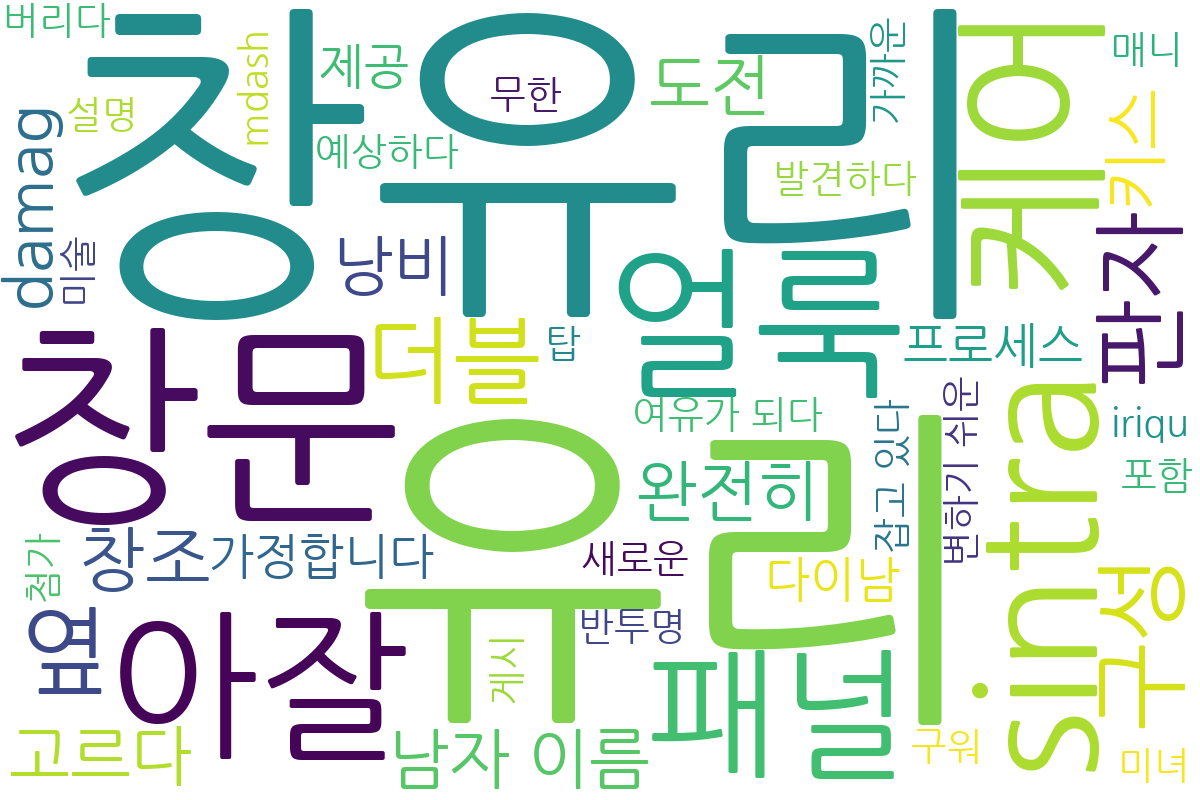 버리다
창유리
케어
매니
설명
mdash
제공
무한
도전
가까운
예상하다
발견하다
키스
damag
미술
낭비
얼룩
판자
창문
더블
탑
프로세스
여유가 되다
유리
잡고 있다
변하기 쉬운
sintra
iriqu
포함
완전히
첨가
창조
가정합니다
새로운
다이남
구성
옆
아잘
반투명
게시
패널
고르다
남자 이름
구워
미녀